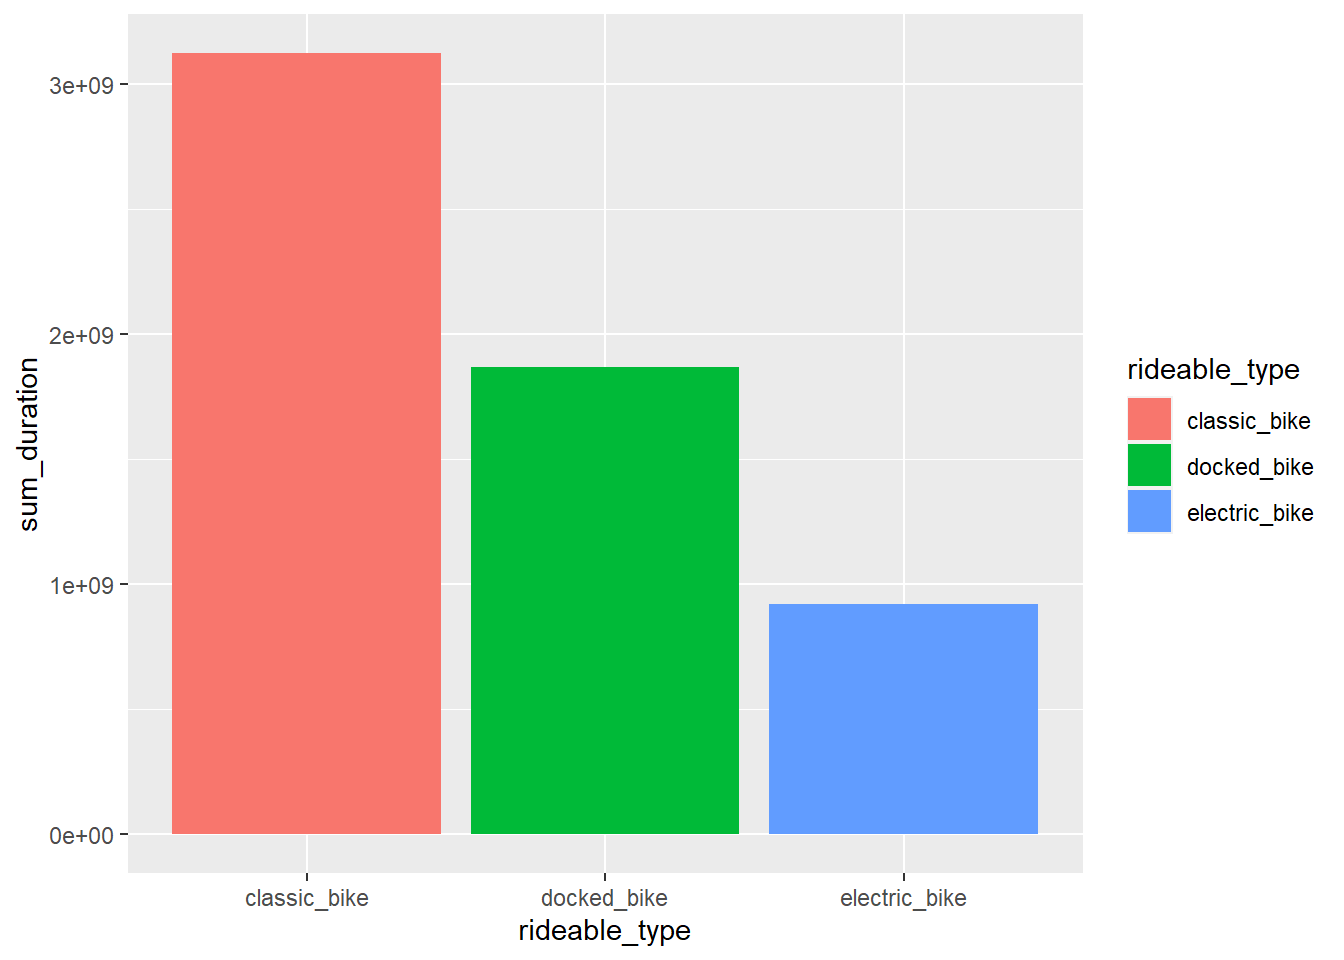 3e+09
2e+09
1e+09
0e+00
sum_duration
classic_bike
docked_bike
electric_bike
rideable_type
rideable_type
classic_bike
docked_bike
electric_bike